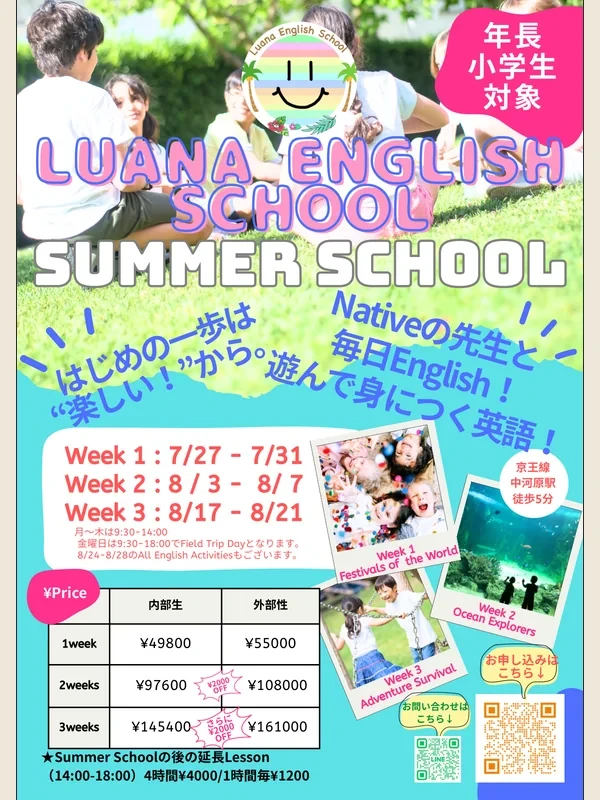 Luana English School
年長
小学生
対象
LUANA ENGLISH
SCHOOL
SUMMER SCHOOL
はじめの一歩は
“楽しい！”から。
Nativeの先生と
毎日English！
遊んで身につく英語！
Week 1 : 7/27 - 7/31
Week 2 : 8 / 3 - 8/ 7
Week 3 : 8/17 - 8/21
月〜木は9:30-14:00
金曜日は9:30-18:00でField Trip Dayとなります。
8/24-8/28のAll English Activitiesもございます。
京王線
中河原駅
徒歩5分
Week 1
Festivals of the World
Week 2
Ocean Explorers
Week 3
Adventure Survival
¥Price
内部生 外部性
1week ¥49800 ¥55000
2weeks ¥97600 ¥2000 OFF ¥108000
3weeks ¥145400 さらに ¥2000 OFF ¥161000
★Summer Schoolの後の延長Lesson
（14:00-18:00）4時間¥4000/1時間毎¥1200
お問い合わせは
こちら↓
LINE
お申し込みは
こちら↓